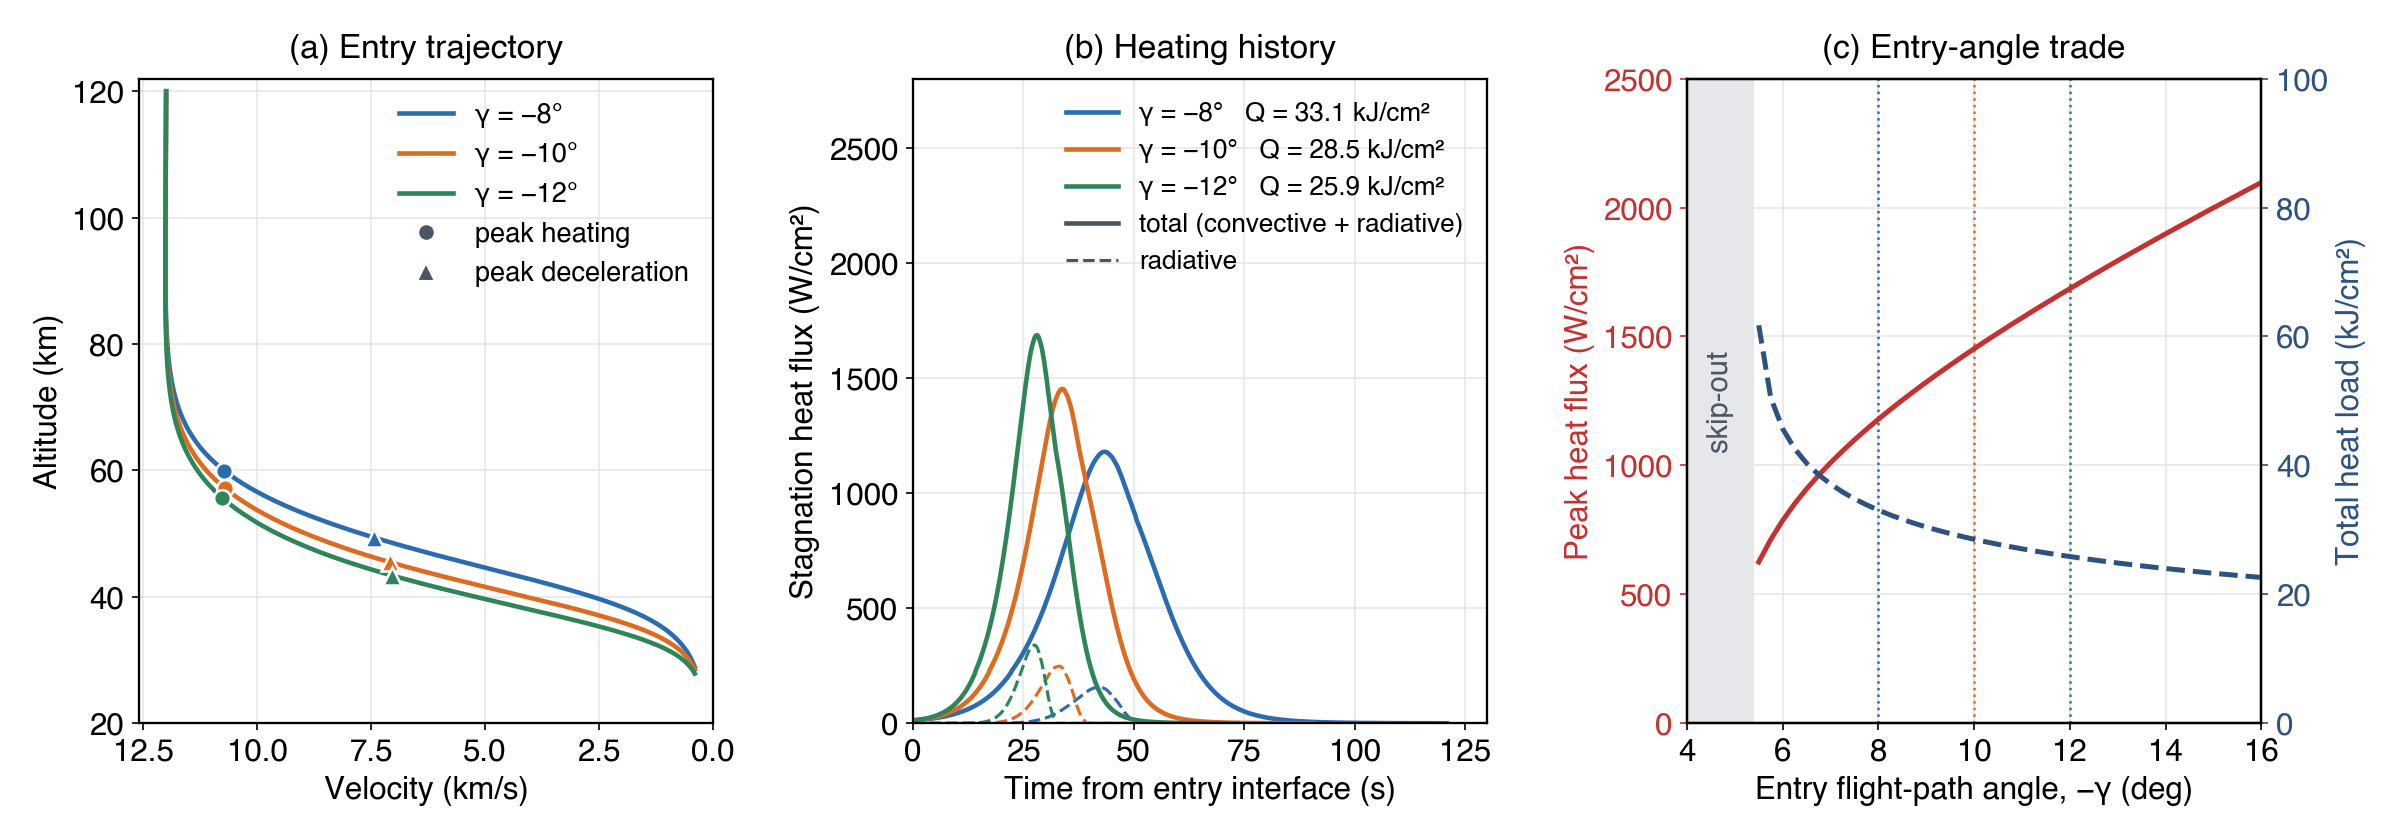 (a) Entry trajectory
Altitude (km)
120
100
80
60
40
20
12.5 10.0 7.5 5.0 2.5 0.0
Velocity (km/s)
γ = −8°
γ = −10°
γ = −12°
peak heating
peak deceleration
(b) Heating history
Stagnation heat flux (W/cm²)
2500
2000
1500
1000
500
0
0 25 50 75 100 125
Time from entry interface (s)
γ = −8° Q = 33.1 kJ/cm²
γ = −10° Q = 28.5 kJ/cm²
γ = −12° Q = 25.9 kJ/cm²
total (convective + radiative)
radiative
(c) Entry-angle trade
Peak heat flux (W/cm²)
2500
2000
1500
1000
500
0
skip-out
4 6 8 10 12 14 16
Entry flight-path angle, −γ (deg)
100
80
60
40
20
0
Total heat load (kJ/cm²)